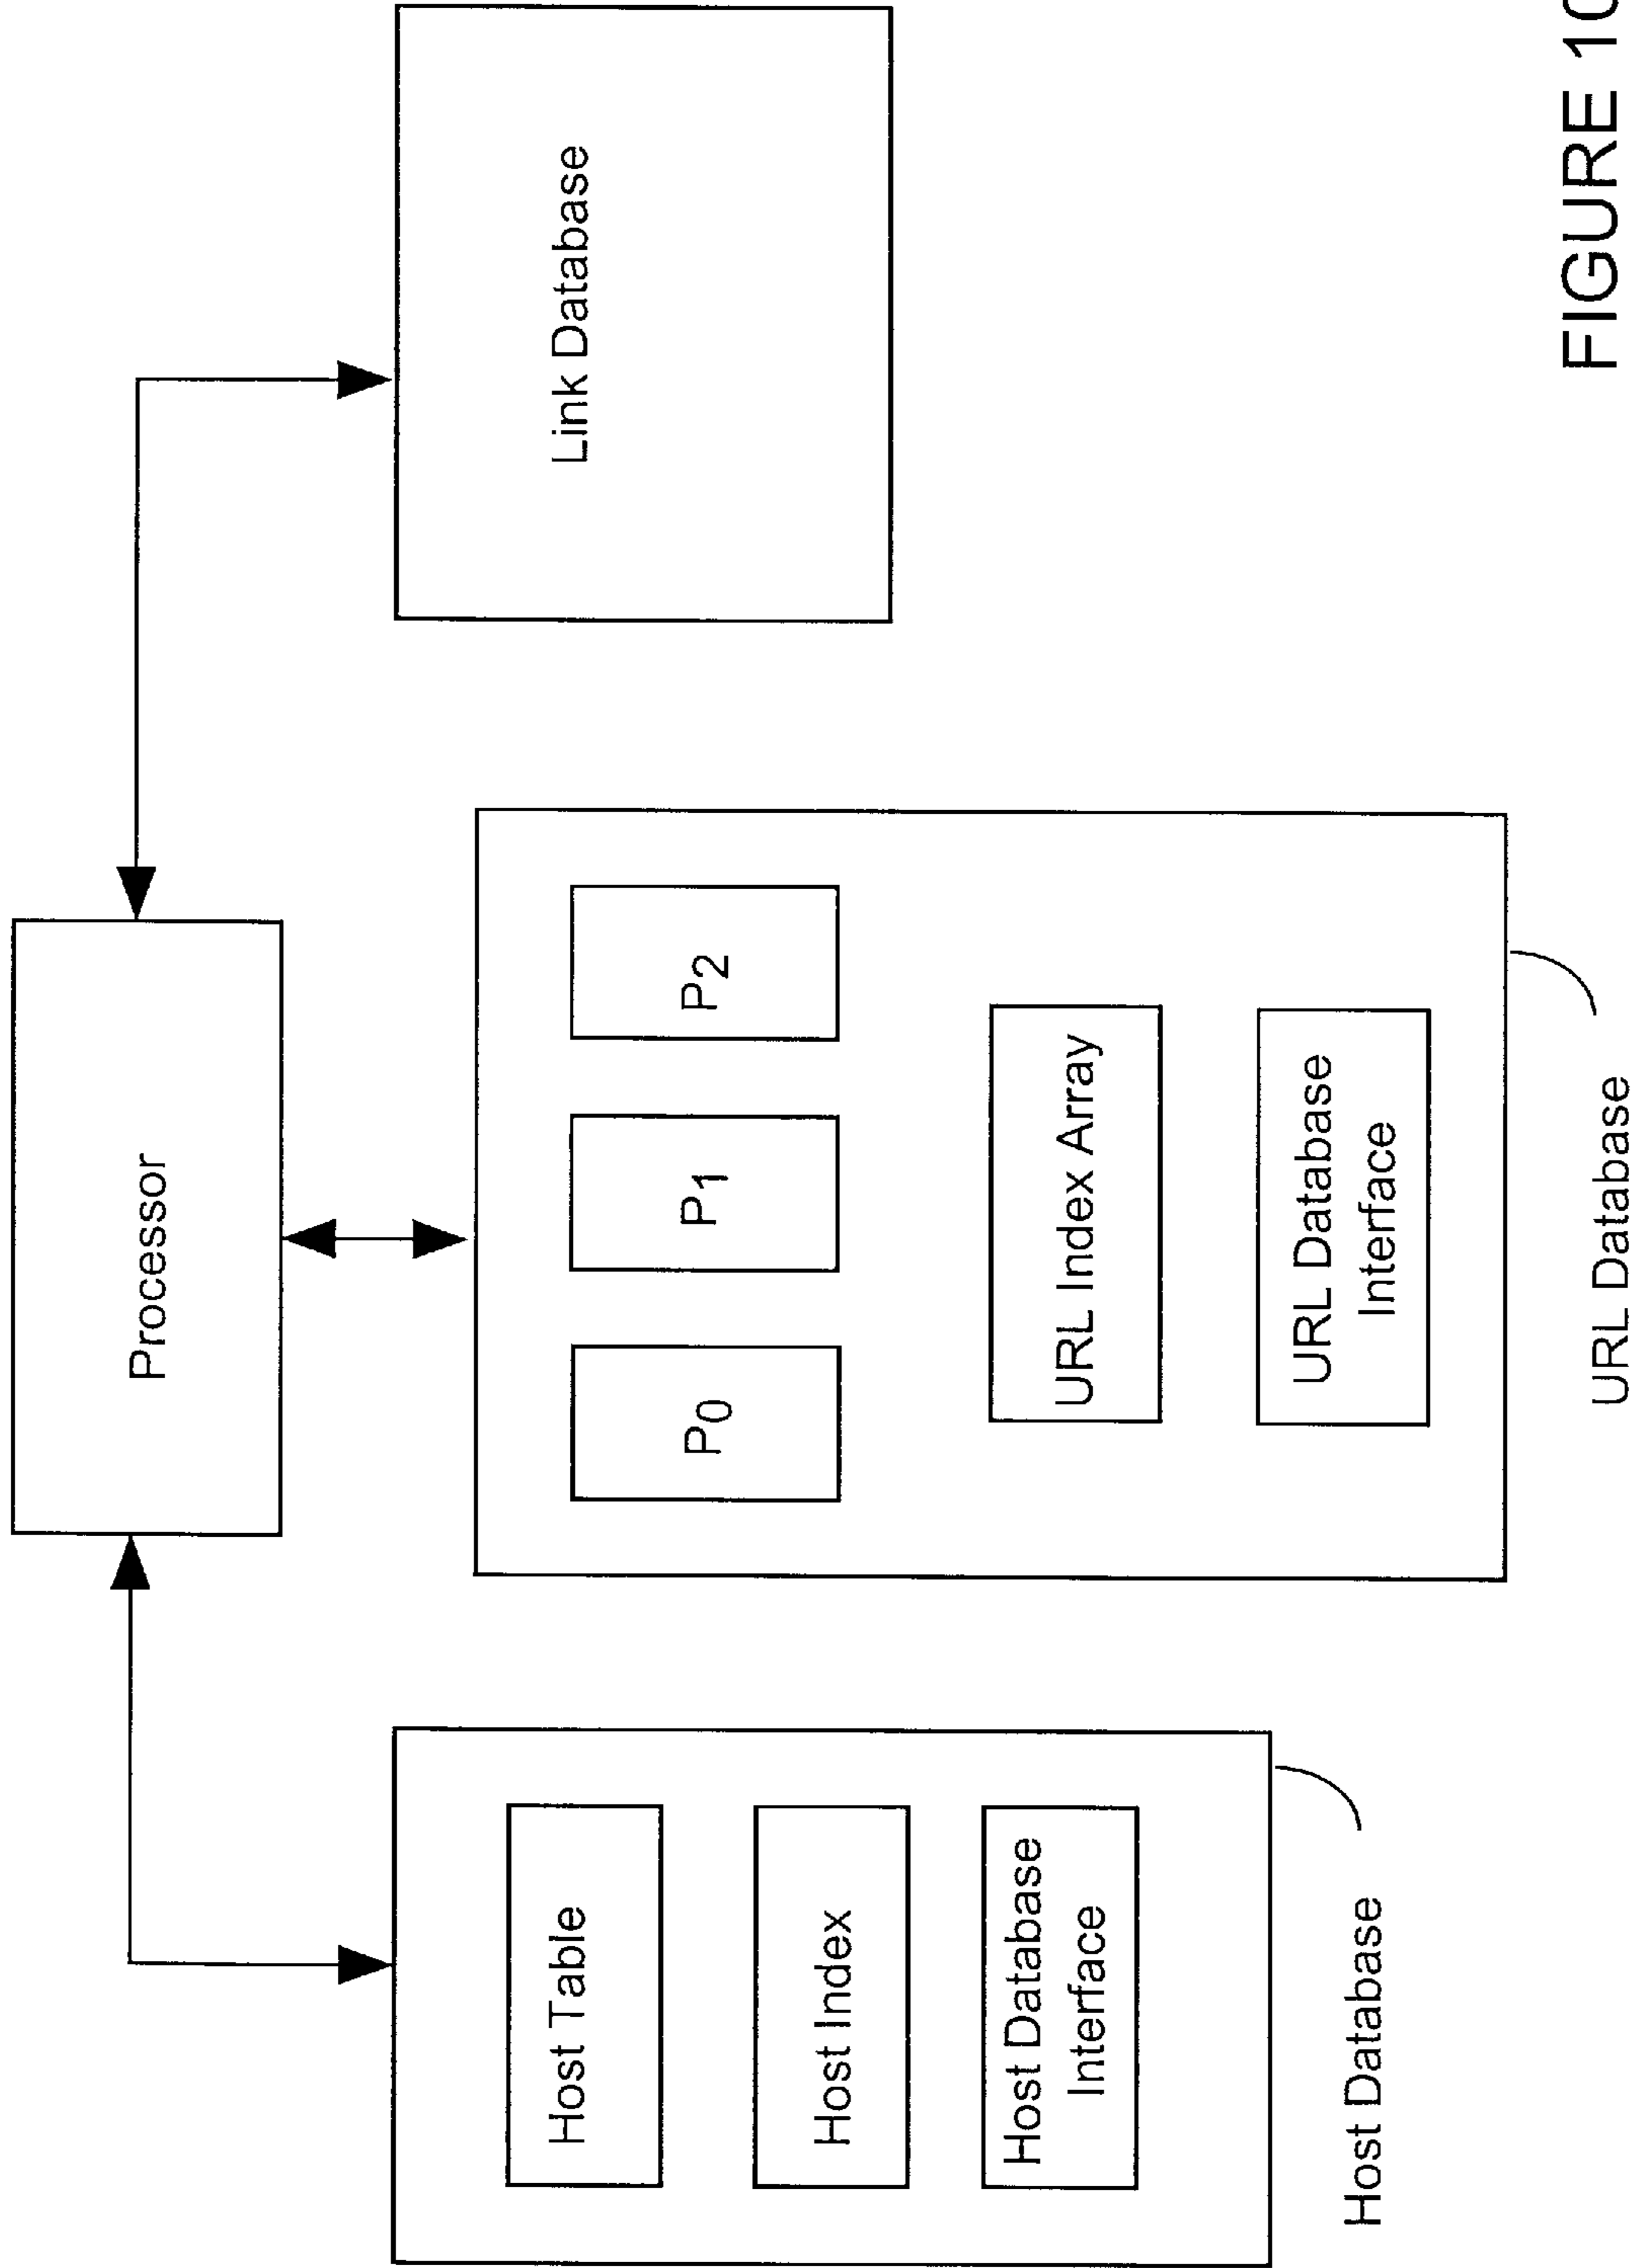 Processor
Host Table
Host Index
Host Database
Interface
Host Database
P0
P1
P2
URL Index Array
URL Database
Interface
URL Database
Link Database
FIGURE 10